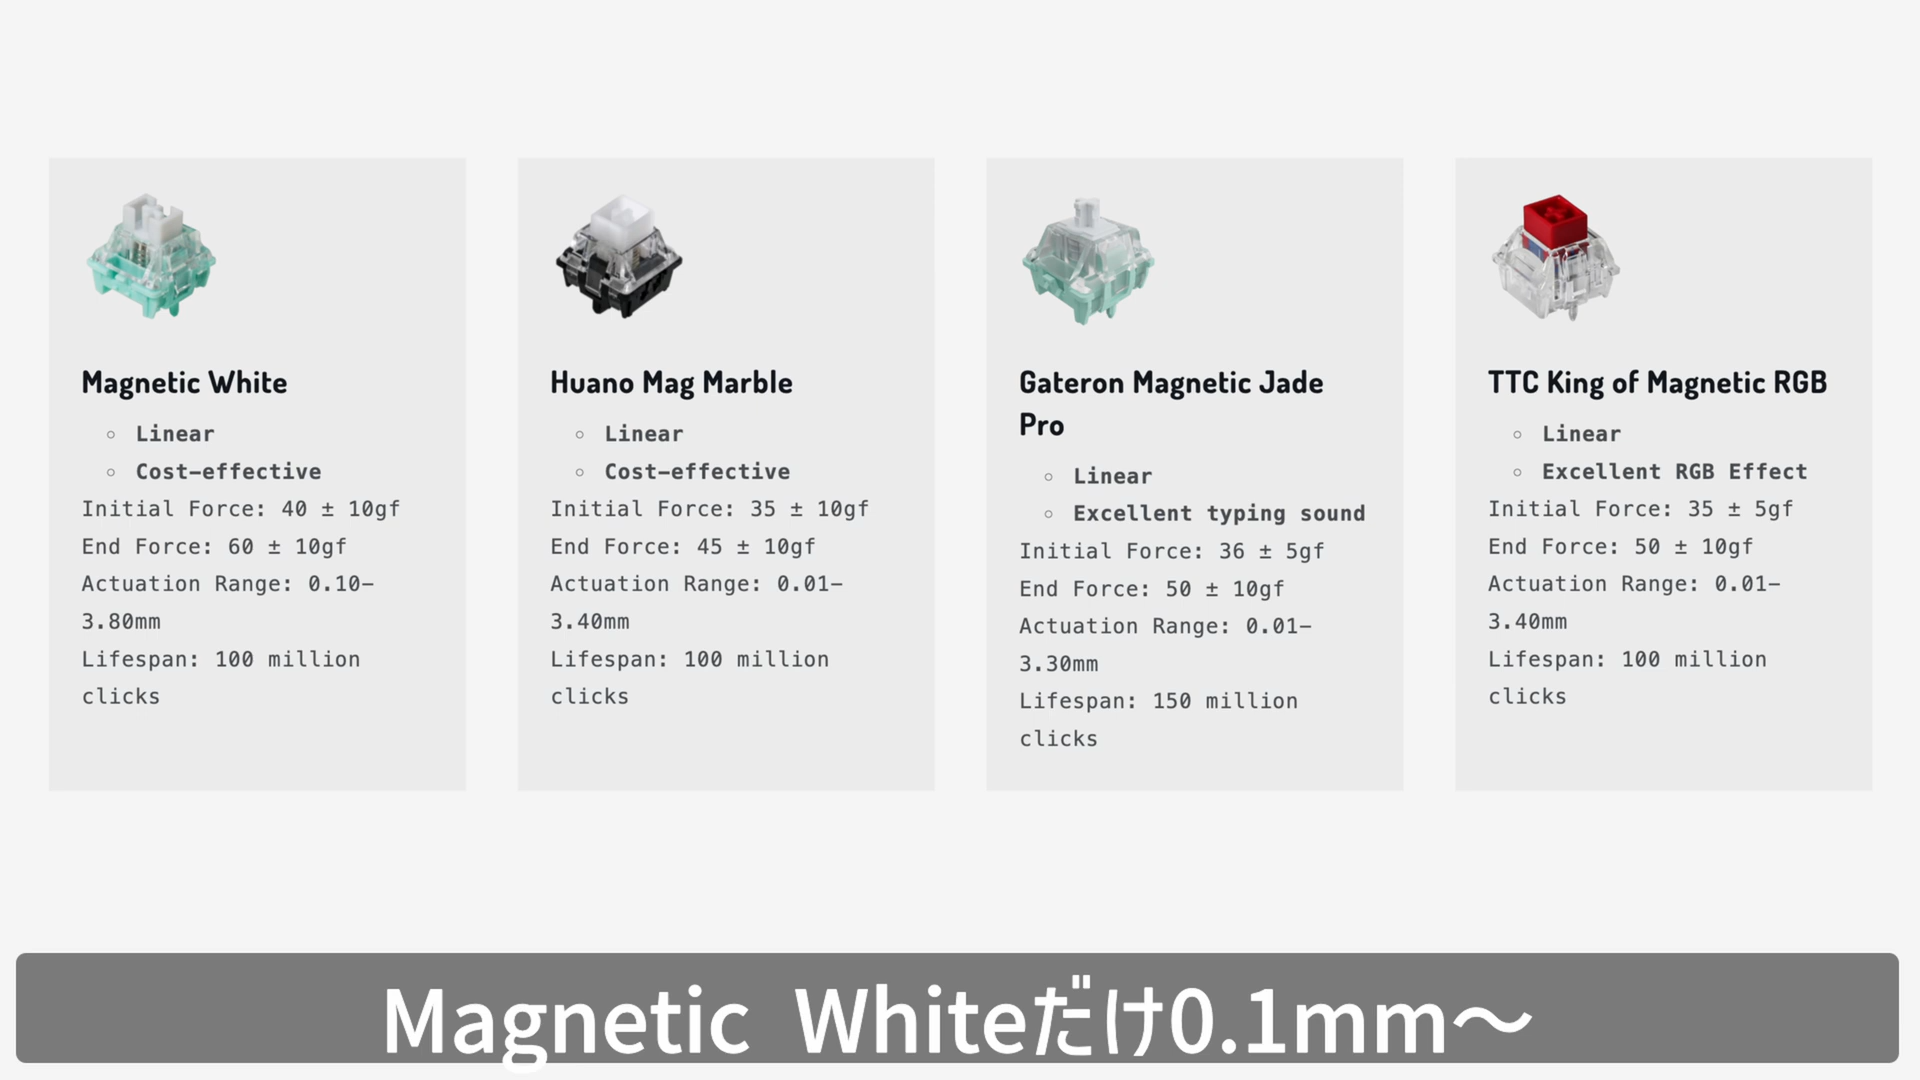 Magnetic White
Linear
Cost-effective
Initial Force: 40 ± 10gf
End Force: 60 ± 10gf
Actuation Range: 0.10-
3.80mm
Lifespan: 100 million
clicks
Huano Mag Marble
Linear
Cost-effective
Initial Force: 35 ± 10gf
End Force: 45 ± 10gf
Actuation Range: 0.01-
3.40mm
Lifespan: 100 million
clicks
Gateron Magnetic Jade
Pro
Linear
Excellent typing sound
Initial Force: 36 ± 5gf
End Force: 50 ± 10gf
Actuation Range: 0.01-
3.30mm
Lifespan: 150 million
clicks
TTC King of Magnetic RGB
Linear
Excellent RGB Effect
Initial Force: 35 ± 5gf
End Force: 50 ± 10gf
Actuation Range: 0.01-
3.40mm
Lifespan: 100 million
clicks
Magnetic Whiteだけ0.1mm〜